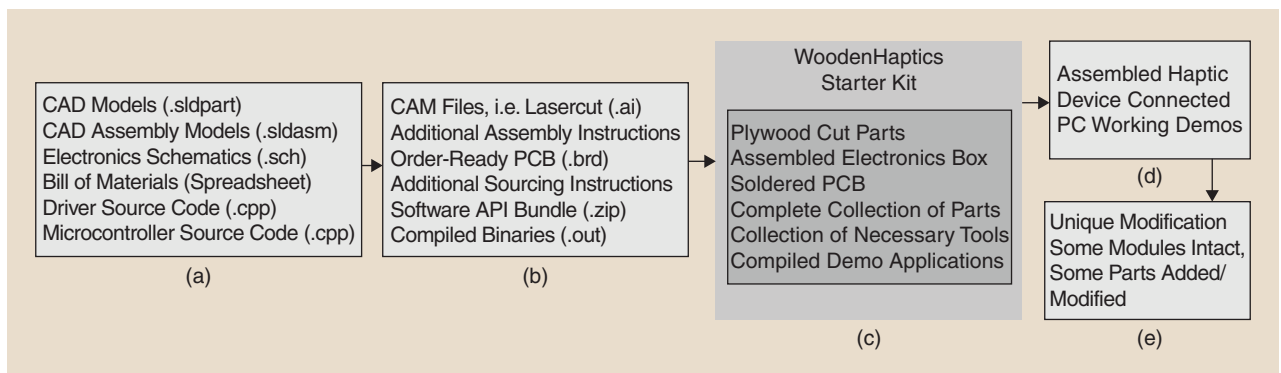 CAD Models (.sldpart)
CAD Assembly Models (.sldasm)
Electronics Schematics (.sch)
Bill of Materials (Spreadsheet)
Driver Source Code (.cpp)
Microcontroller Source Code (.cpp)
(a)
CAM Files, i.e. Lasercut (.ai)
Additional Assembly Instructions
Order-Ready PCB (.brd)
Additional Sourcing Instructions
Software API Bundle (.zip)
Compiled Binaries (.out)
(b)
WoodenHaptics
Starter Kit
Plywood Cut Parts
Assembled Electronics Box
Soldered PCB
Complete Collection of Parts
Collection of Necessary Tools
Compiled Demo Applications
(c)
Assembled Haptic
Device Connected
PC Working Demos
(d)
Unique Modification
Some Modules Intact,
Some Parts Added/
Modified
(e)